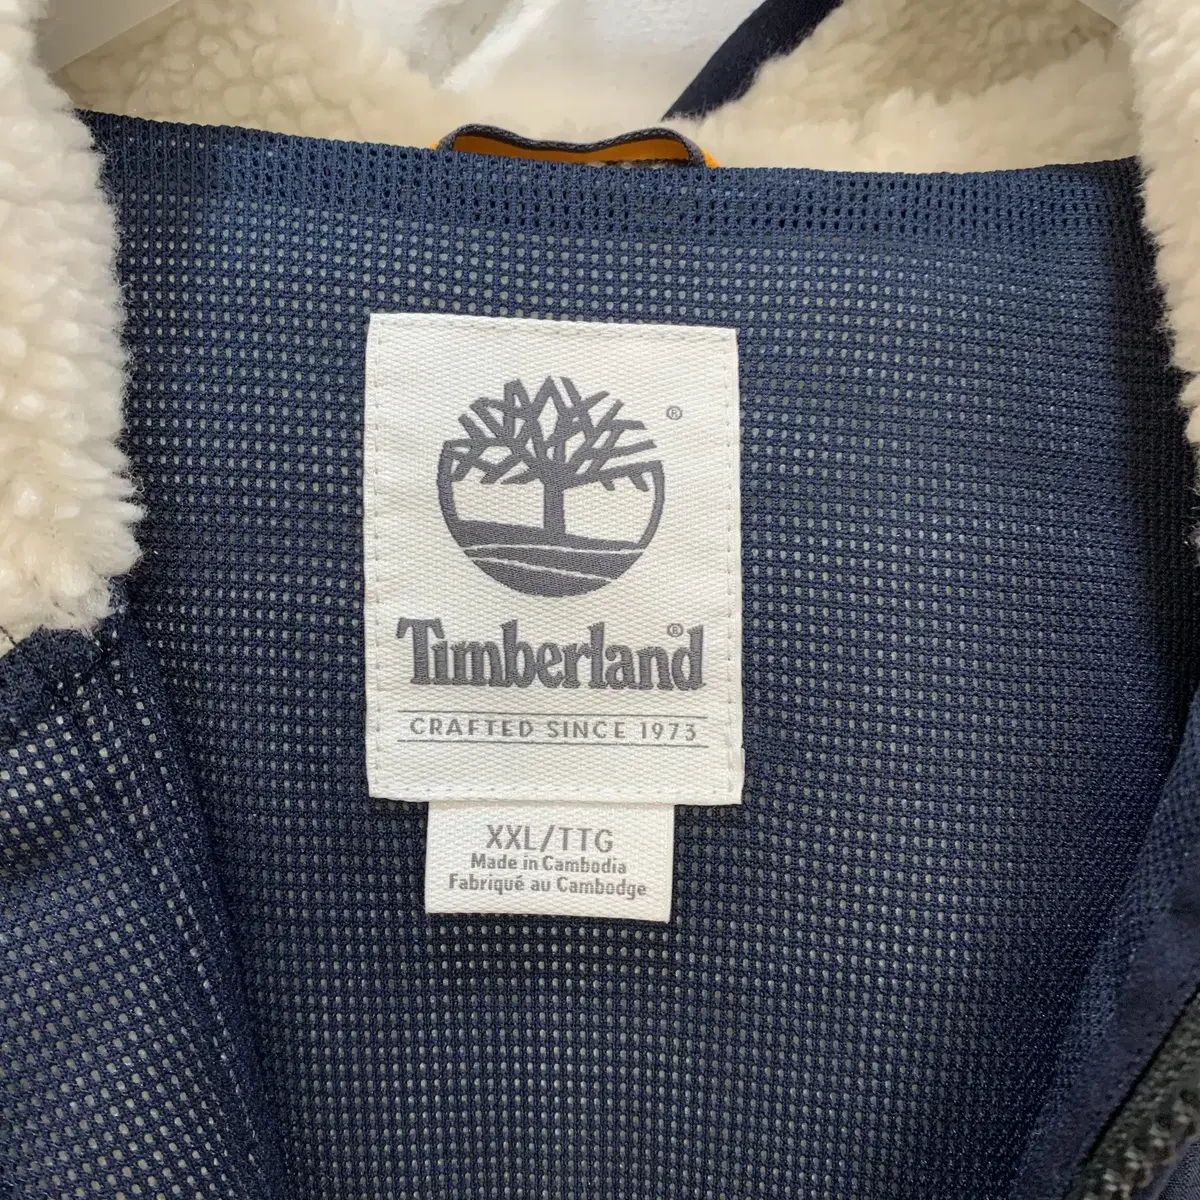 ®
Timberland®
CRAFTED SINCE 1973
XXL/TTG
Made in Cambodia
Fabriqué au Cambodge